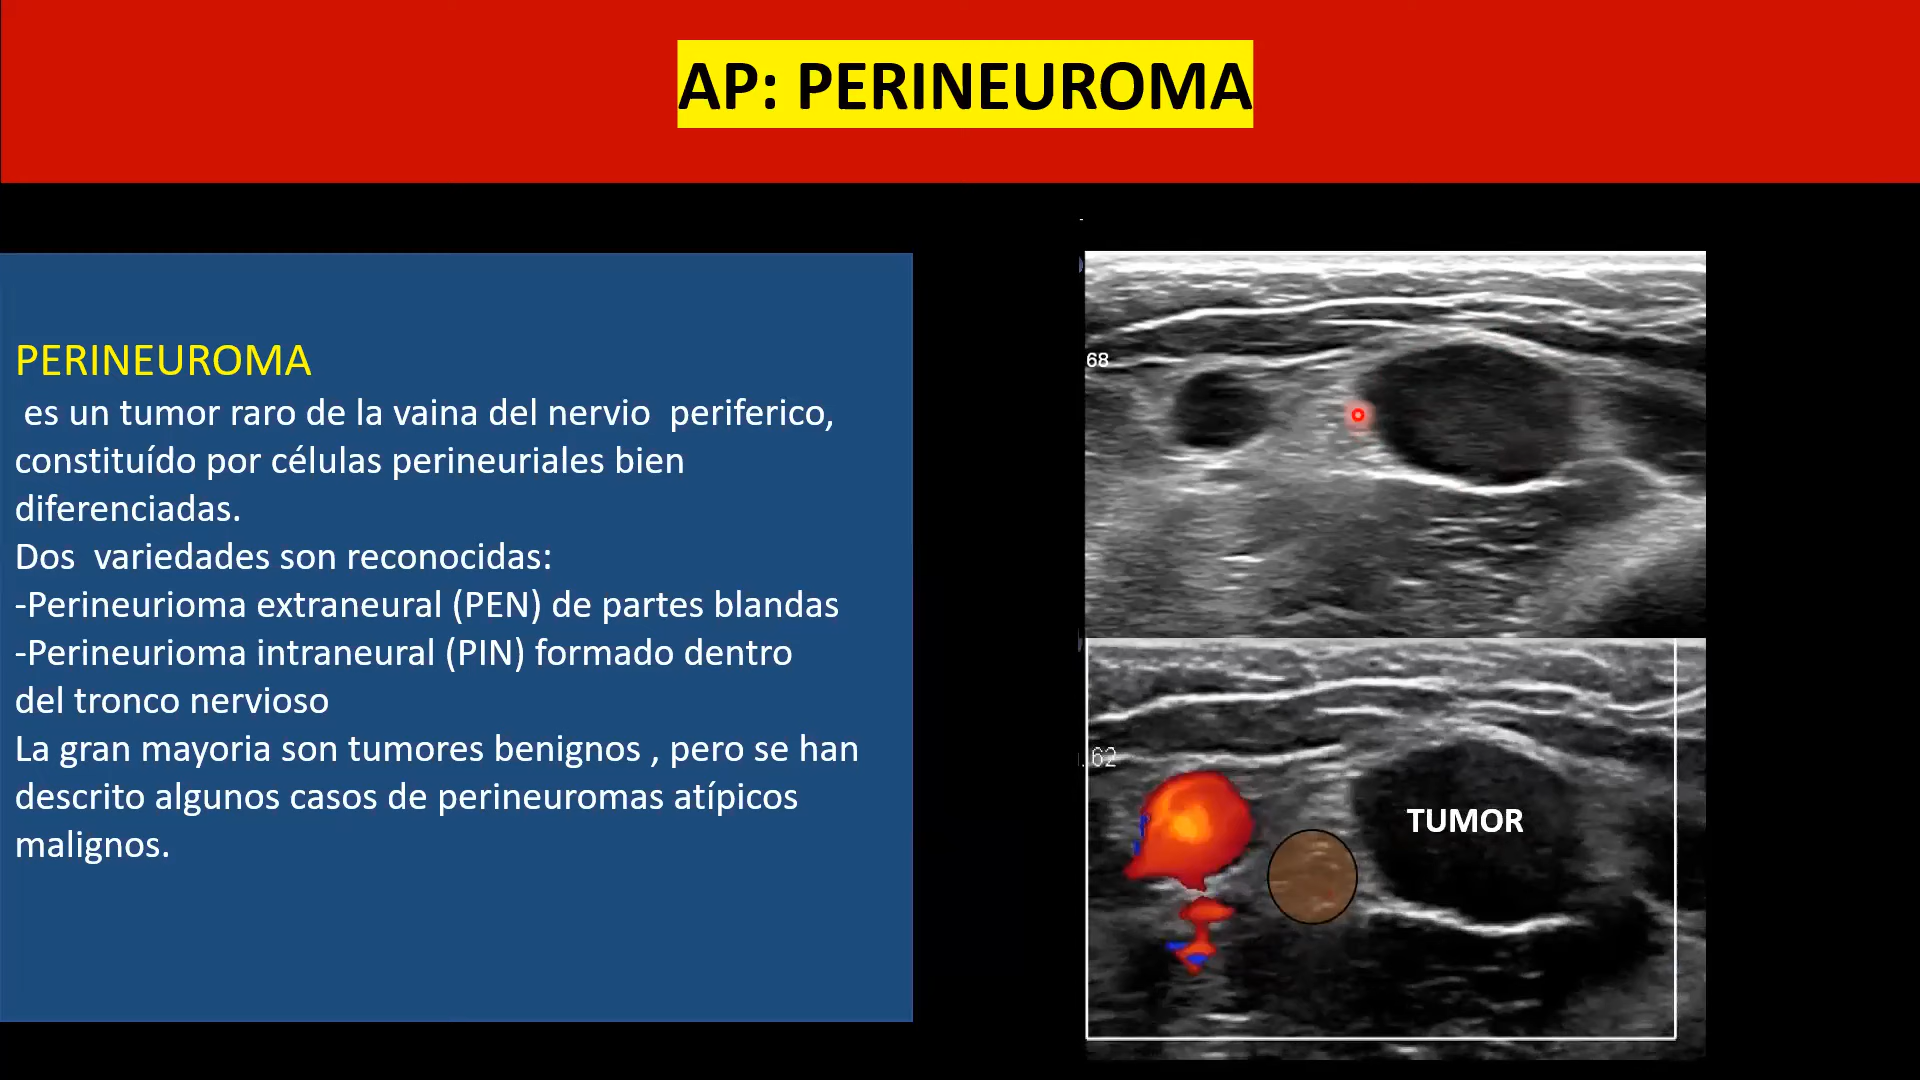 AP: PERINEUROMA
PERINEUROMA
es un tumor raro de la vaina del nervio periferico,
constituído por células perineuriales bien
diferenciadas.
Dos variedades son reconocidas:
-Perineurioma extraneural (PEN) de partes blandas
-Perineurioma intraneural (PIN) formado dentro
del tronco nervioso
La gran mayoria son tumores benignos , pero se han
descrito algunos casos de perineuromas atípicos
malignos.
68
.62
TUMOR